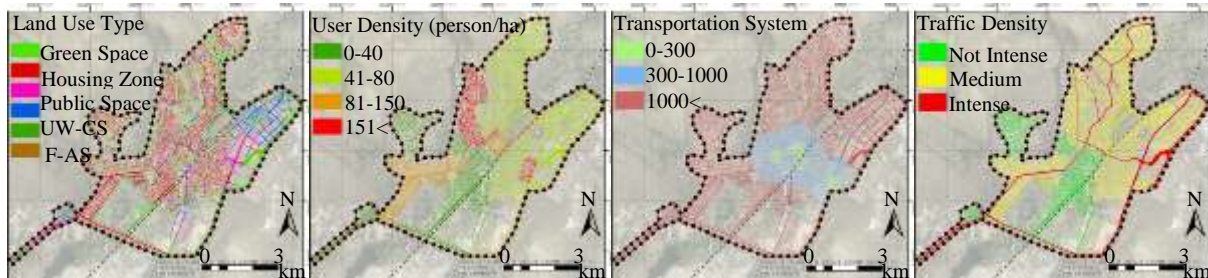 Land Use Type
Green Space
Housing Zone
Public Space
UW-CS
F-AS
N
0 3
km
User Density (person/ha)
0-40
41-80
81-150
151<
N
0 3
km
Transportation System
0-300
300-1000
1000<
N
0 3
km
Traffic Density
Not Intense
Medium
Intense
N
0 3
km